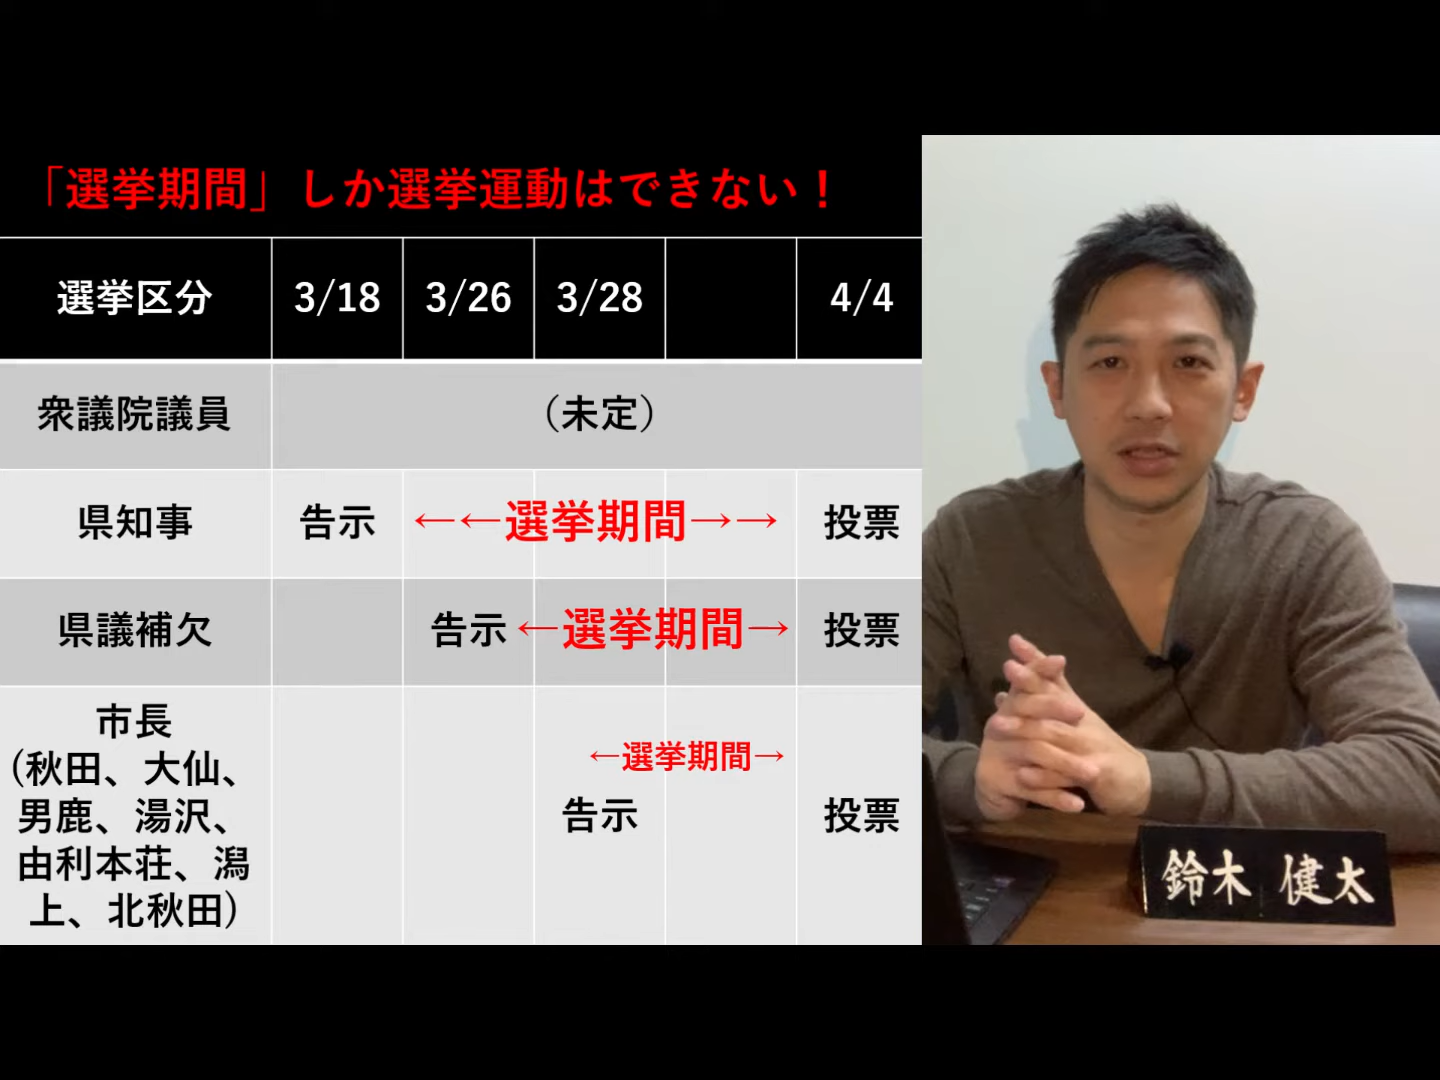 「選挙期間」しか選挙運動はできない！
選挙区分 3/18 3/26 3/28 4/4
衆議院議員 （未定）
県知事 告示 ←←選挙期間→→ 投票
県議補欠 告示 ←選挙期間→ 投票
市長
(秋田、大仙、
男鹿、湯沢、
由利本荘、潟
上、北秋田)
←選挙期間→
告示 投票
鈴木 健太